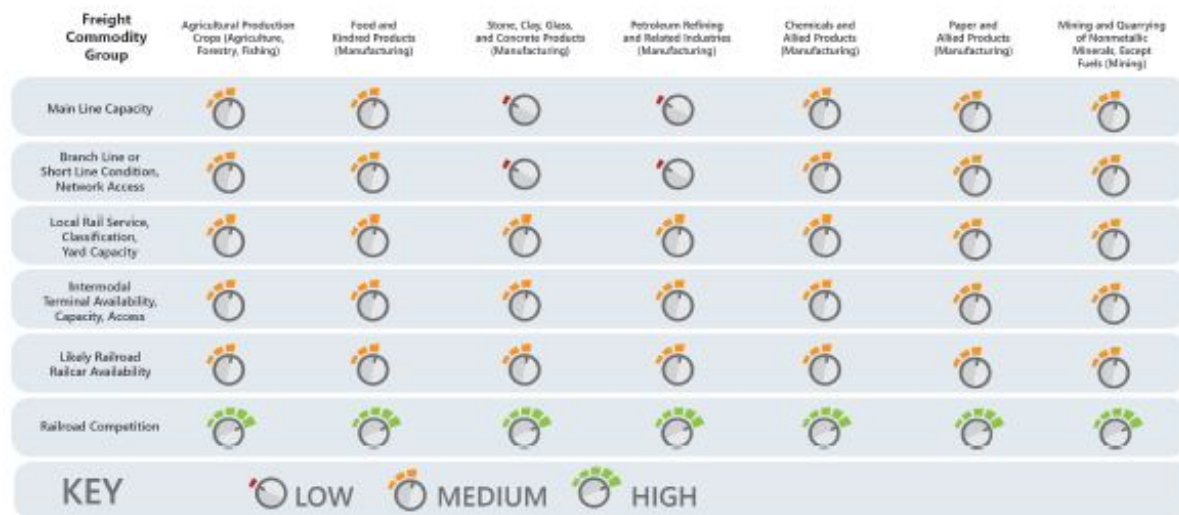 Freight
Commodity
Group
Agricultural Production
Crops (Agriculture,
Forestry, Fishing)
Food and
Kindred Products
(Manufacturing)
Stone, Clay, Glass,
and Concrete Products
(Manufacturing)
Petroleum Refining
and Related Industries
(Manufacturing)
Chemicals and
Allied Products
(Manufacturing)
Paper and
Allied Products
(Manufacturing)
Mining and Quarrying
of Nonmetallic
Minerals, Except
Fuels (Mining)
Main Line Capacity
Branch Line or
Short Line Condition,
Network Access
Local Rail Service,
Classification,
Yard Capacity
Intermodal
Terminal Availability,
Capacity, Access
Likely Railroad
Railcar Availability
Railroad Competition
KEY LOW MEDIUM HIGH